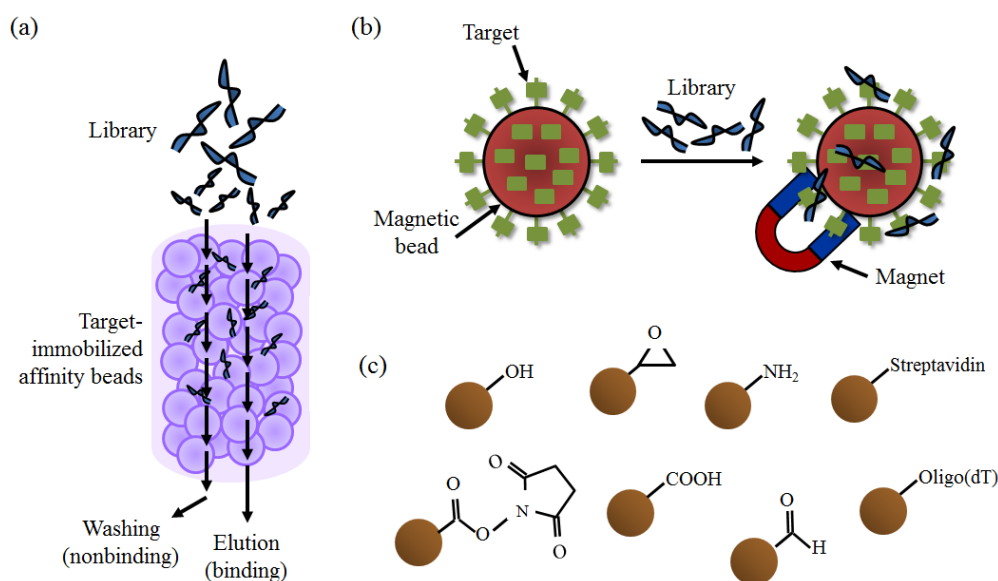 (a)
Library
Target-
immobilized
affinity beads
Washing
(nonbinding)
Elution
(binding)
(b)
Target
Library
Magnetic
bead
Magnet
(c)
OH
O
NH₂
Streptavidin
O
O
O
N
O
COOH
O
H
Oligo(dT)